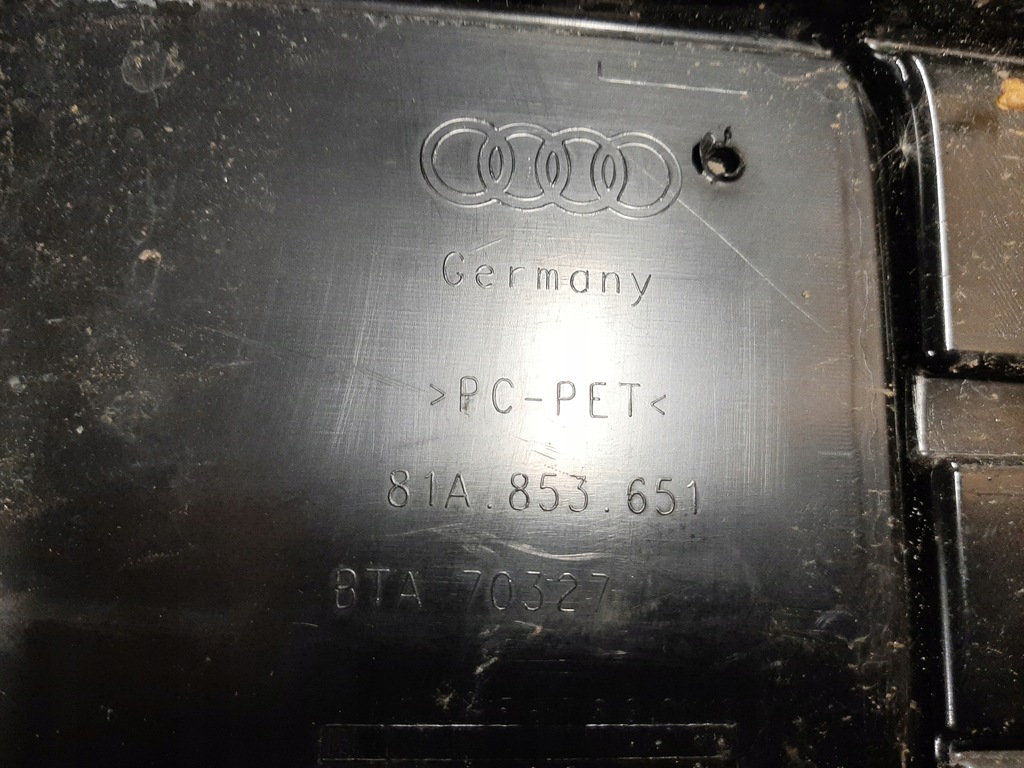 Germany
>PC-PET<
81A.853.651
BTA 70327